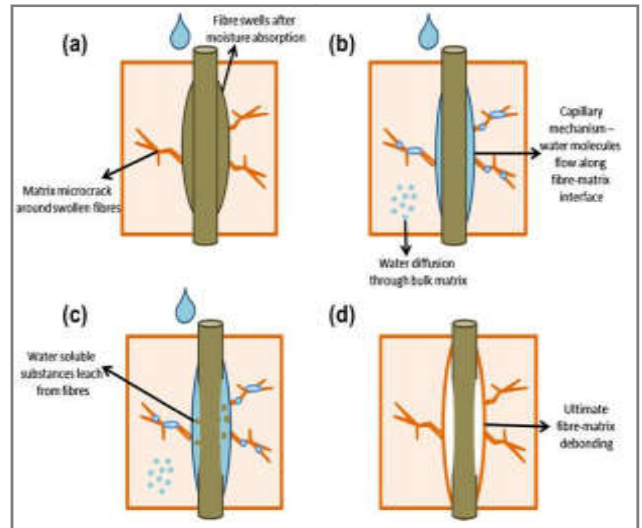 (a)
Fibre swells after
moisture absorption
Matrix microcrack
around swollen fibres
(b)
Capillary mechanism–
water molecules
flow along
fibre-matrix
interface
Water diffusion
through bulk matrix
(c)
Water soluble
substances leach
from fibres
(d)
Ultimate
fibre-matrix
debonding